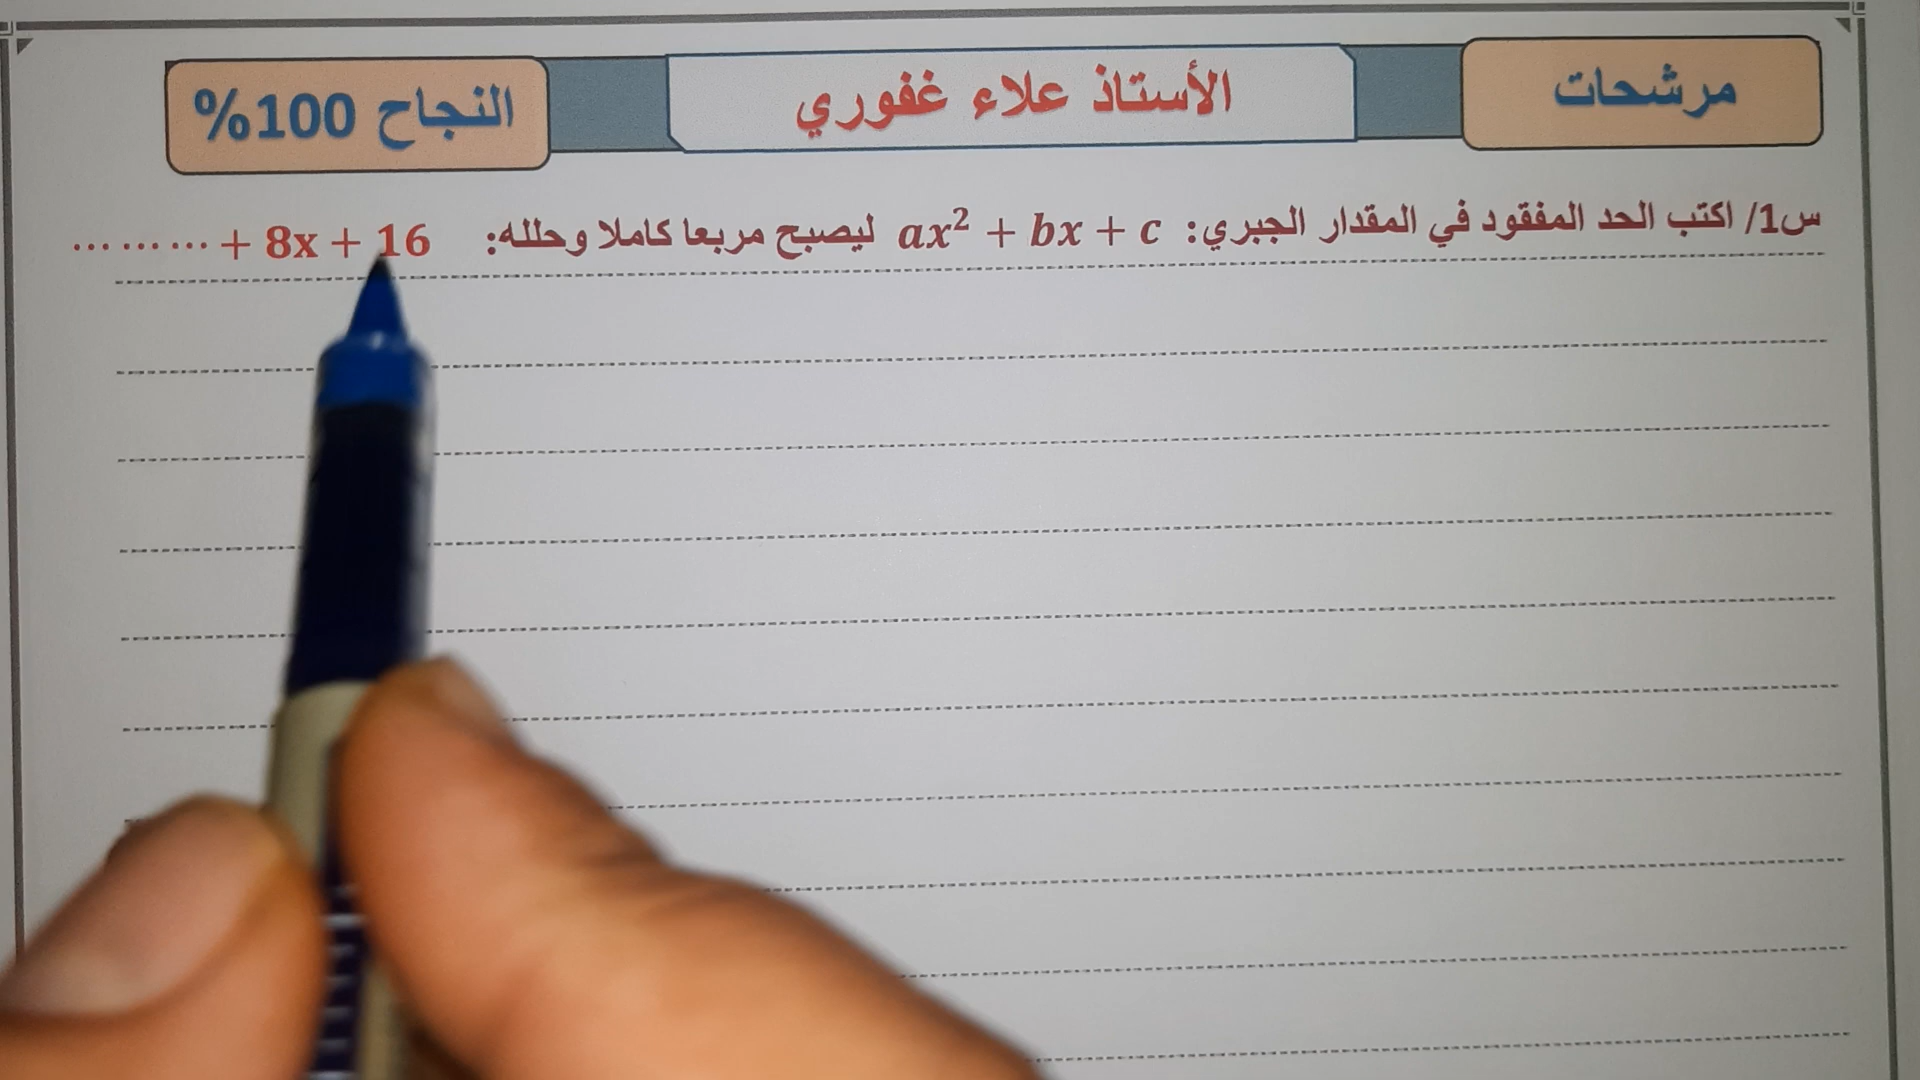 مرشحات
الأستاذ علاء غفوري
النجاح 100%
س1/ اكتب الحد المفقود في المقدار الجبري: ax² + bx + c ليصبح مربعا كاملا وحلله: ......... + 8x + 16